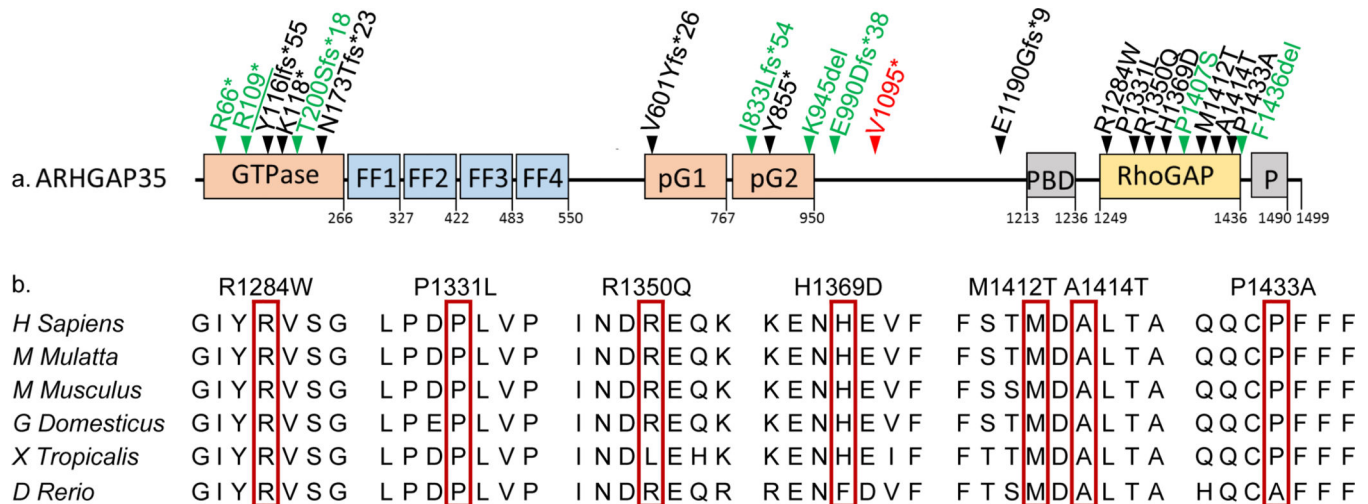 R66*
R109*
Y116Ifs*55
K118*
T200Sfs*18
N173Tfs*23
V601Yfs*26
I833Lfs*54
Y855*
K945del
E990Dfs*38
V1095*
E1190Gfs*9
R1284W
P1331L
R1350Q
H1369D
P1407S
M1412T
A1414T
P1433A
F1436del
a. ARHGAP35 GTPase FF1 FF2 FF3 FF4 pG1 pG2 PBD RhoGAP P
266 327 422 483 550 767 950 1213 1236 1249 1436 1490 1499
b. R1284W P1331L R1350Q H1369D M1412T A1414T P1433A
H Sapiens G I Y R V S G L P D P L V P I N D R E Q K K E N H E V F F S T M D A L T A Q Q C P F F F
M Mulatta G I Y R V S G L P D P L V P I N D R E Q K K E N H E V F F S T M D A L T A Q Q C P F F F
M Musculus G I Y R V S G L P D P L V P I N D R E Q K K E N H E V F F S S M D A L T A Q Q C P F F F
G Domesticus G I Y R V S G L P E P L V P I N D R E Q K K E N H E V F F S T M D A L T A Q Q C P F F F
X Tropicalis G I Y R V S G L P D P L V P I N D L E H K K E N H E I F F T T M D A L T A Q Q C P F F F
D Rerio G I Y R V S G L P D P L V P I N D R E Q R R E N F D V F F T S M D A L T A H Q C A F F F